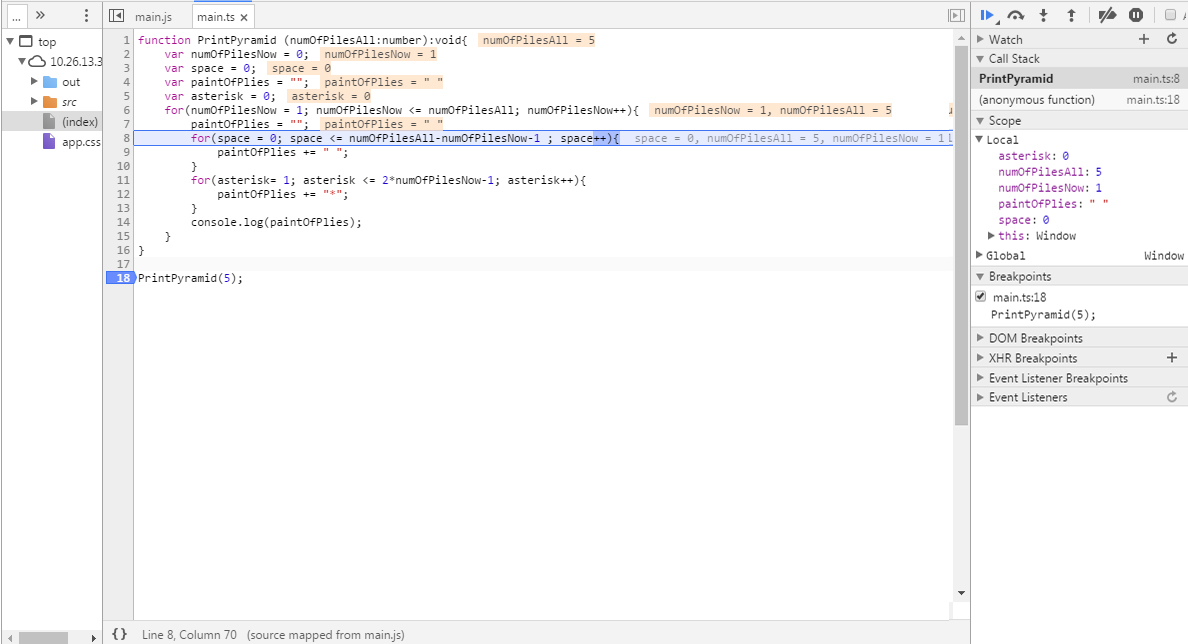 ... » ⋮ main.js main.ts ×
top
10.26.13.3
out
src
(index)
app.css
1 function PrintPyramid (numOfPilesAll:number):void{ numOfPilesAll = 5
2 var numOfPilesNow = 0; numOfPilesNow = 1
3 var space = 0; space = 0
4 var paintOfPlies = ""; paintOfPlies = " "
5 var asterisk = 0; asterisk = 0
6 for(numOfPilesNow = 1; numOfPilesNow <= numOfPilesAll; numOfPilesNow++){ numOfPilesNow = 1, numOfPilesAll = 5
7 paintOfPlies = ""; paintOfPlies = " "
8 for(space = 0; space <= numOfPilesAll-numOfPilesNow-1 ; space++){ space = 0, numOfPilesAll = 5, numOfPilesNow = 1
9 paintOfPlies += " ";
10 }
11 for(asterisk= 1; asterisk <= 2*numOfPilesNow-1; asterisk++){
12 paintOfPlies += "*";
13 }
14 console.log(paintOfPlies);
15 }
16 }
17
18 PrintPyramid(5);
{} Line 8, Column 70 (source mapped from main.js)
Watch
Call Stack
PrintPyramid main.ts:8
(anonymous function) main.ts:18
Scope
Local
asterisk: 0
numOfPilesAll: 5
numOfPilesNow: 1
paintOfPlies: " "
space: 0
this: Window
Global Window
Breakpoints
main.ts:18
PrintPyramid(5);
DOM Breakpoints
XHR Breakpoints
Event Listener Breakpoints
Event Listeners